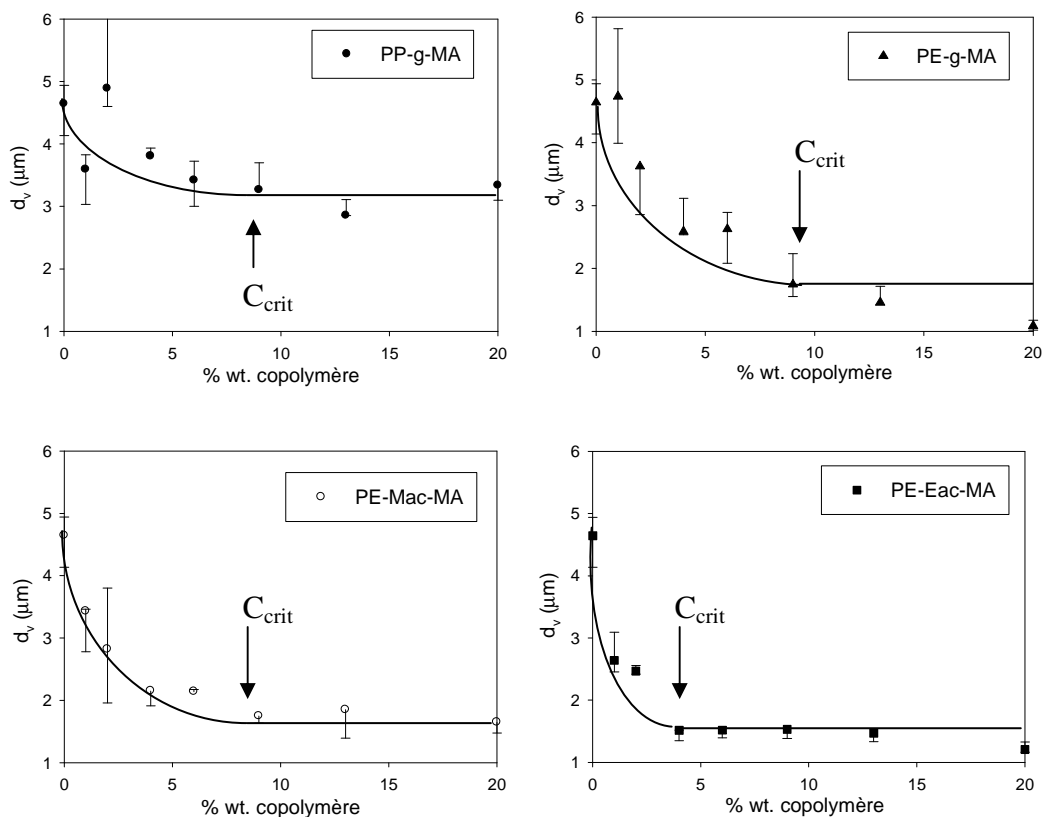 6
5
4
3
2
1
d_v (μm)
PP-g-MA
C_crit
0 5 10 15 20
% wt. copolymère
6
5
4
3
2
1
d_v (μm)
PE-g-MA
C_crit
0 5 10 15 20
% wt. copolymère
6
5
4
3
2
1
d_v (μm)
PE-Mac-MA
C_crit
0 5 10 15 20
% wt. copolymère
6
5
4
3
2
1
d_v (μm)
PE-Eac-MA
C_crit
0 5 10 15 20
% wt. copolymère